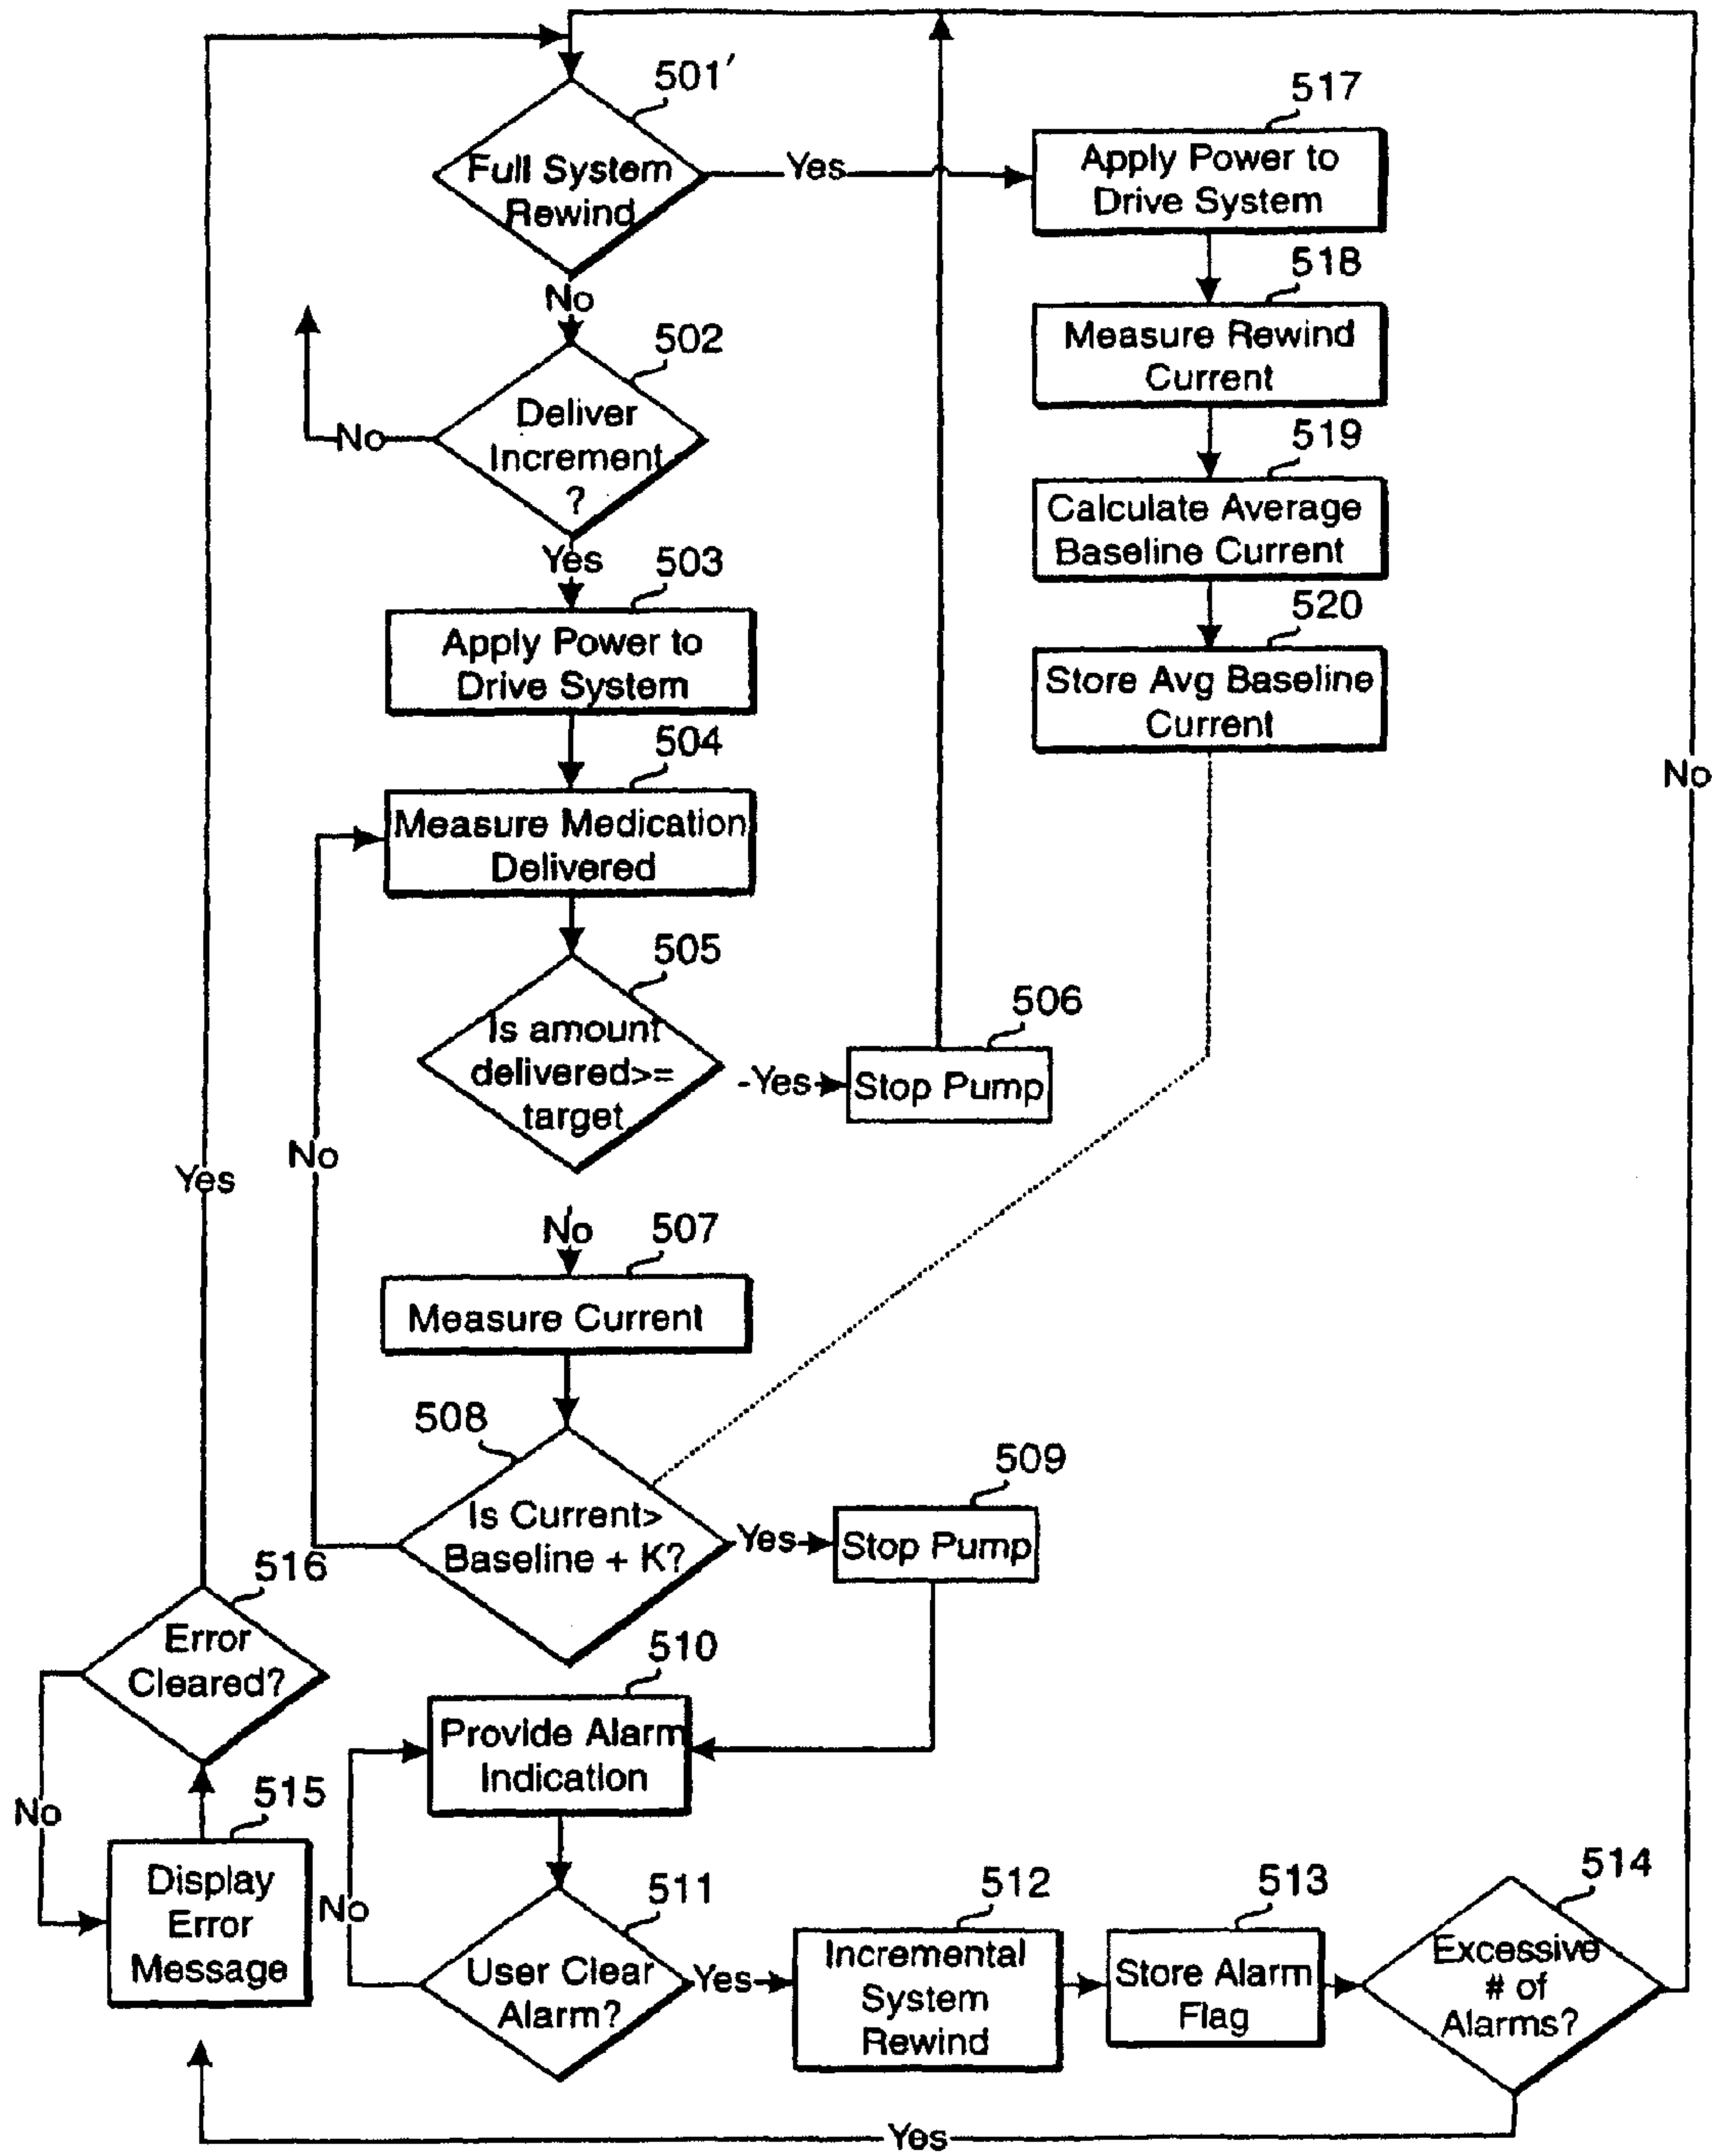 501'
Full System
Rewind
Yes
517
Apply Power to
Drive System
518
Measure Rewind
Current
519
Calculate Average
Baseline Current
520
Store Avg Baseline
Current
No
502
Deliver
Increment
?
No
Yes
503
Apply Power to
Drive System
504
Measure Medication
Delivered
505
Is amount
delivered>=
target
-Yes
506
Stop Pump
No
507
Measure Current
508
Is Current>
Baseline + K?
No
Yes
509
Stop Pump
510
Provide Alarm
Indication
511
User Clear
Alarm?
No
Yes
512
Incremental
System
Rewind
513
Store Alarm
Flag
514
Excessive
# of
Alarms?
No
Yes
515
Display
Error
Message
516
Error
Cleared?
No
Yes